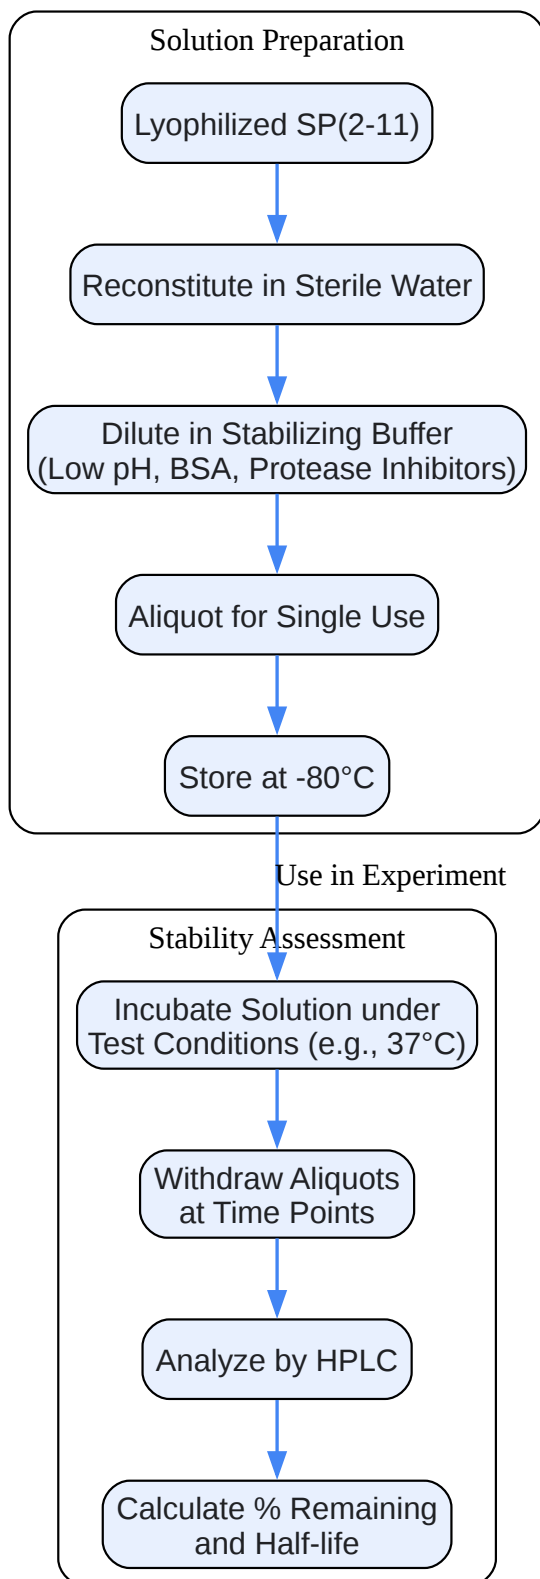 Solution Preparation
Lyophilized SP(2-11)
Reconstitute in Sterile Water
Dilute in Stabilizing Buffer
(Low pH, BSA, Protease Inhibitors)
Aliquot for Single Use
Store at -80°C
Use in Experiment
Stability Assessment
Incubate Solution under
Test Conditions (e.g., 37°C)
Withdraw Aliquots
at Time Points
Analyze by HPLC
Calculate % Remaining
and Half-life